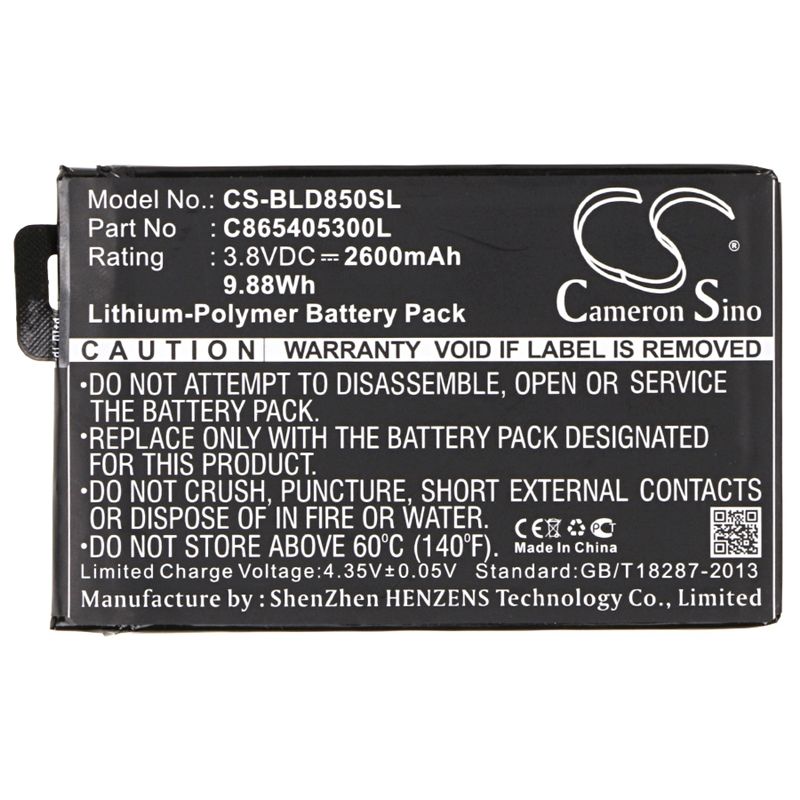 Model No.: CS-BLD850SL
Part No : C865405300L
Rating : 3.8VDC⎓2600mAh
9.88Wh
Lithium-Polymer Battery Pack
CS
®
Cameron Sino
CAUTION WARRANTY VOID IF LABEL IS REMOVED
•DO NOT ATTEMPT TO DISASSEMBLE, OPEN OR SERVICE
THE BATTERY PACK.
•REPLACE ONLY WITH THE BATTERY PACK DESIGNATED
FOR THIS PRODUCT.
•DO NOT CRUSH, PUNCTURE, SHORT EXTERNAL CONTACTS
OR DISPOSE OF IN FIRE OR WATER.
•DO NOT STORE ABOVE 60°C (140°F).
CE
Made In China
Limited Charge Voltage:4.35V±0.05V Standard:GB/T18287-2013
Manufacture by : ShenZhen HENZENS Technology Co., Limited